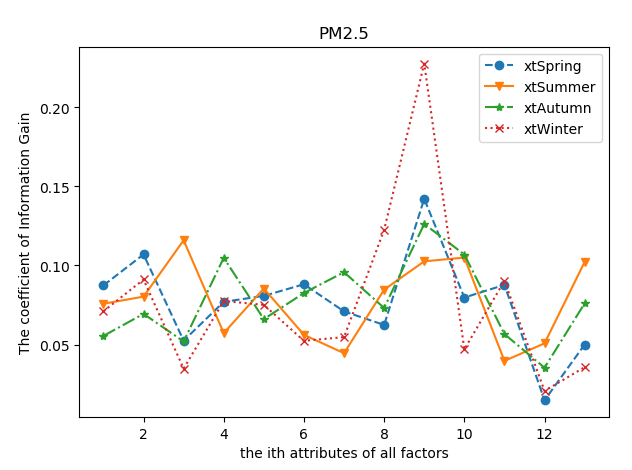 PM2.5
The coefficient of Information Gain
0.20
0.15
0.10
0.05
xtSpring
xtSummer
xtAutumn
xtWinter
2 4 6 8 10 12
the ith attributes of all factors